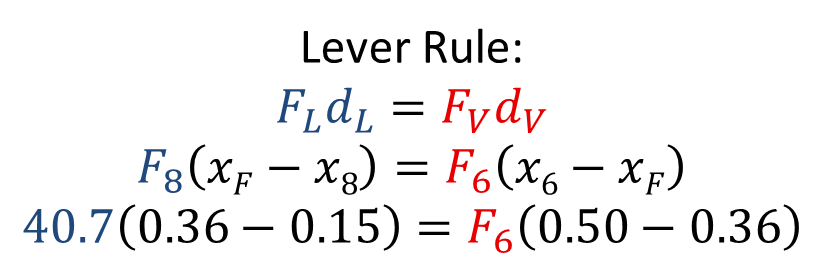 Lever Rule:
F_L d_L = F_V d_V
F_8(x_F − x_8) = F_6(x_6 − x_F)
40.7(0.36 − 0.15) = F_6(0.50 − 0.36)